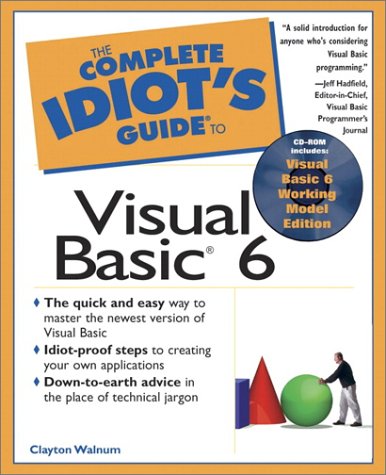 THE
COMPLETE
IDIOT'S
GUIDE® TO
"A solid introduction for
anyone who's considering
Visual Basic
programming."
—Jeff Hadfield,
Editor-in-Chief,
Visual Basic
Programmer's
Journal
CD-ROM
includes:
Visual
Basic 6
Working
Model
Edition
Visual
Basic® 6
The quick and easy way to
master the newest version of
Visual Basic
Idiot-proof steps to creating
your own applications
Down-to-earth advice in
the place of technical jargon
Clayton Walnum